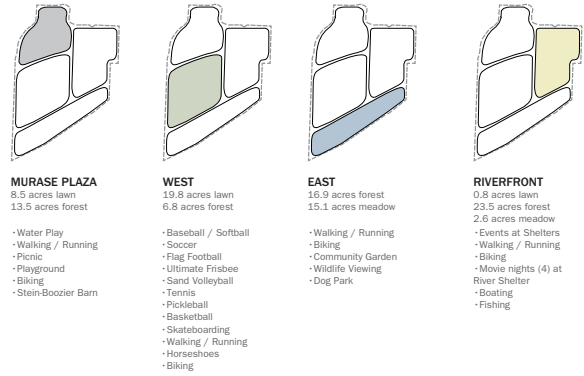 MURASE PLAZA
8.5 acres lawn
13.5 acres forest
· Water Play
· Walking / Running
· Picnic
· Playground
· Biking
· Stein-Boozier Barn
WEST
19.8 acres lawn
6.8 acres forest
· Baseball / Softball
· Soccer
· Flag Football
· Ultimate Frisbee
· Sand Volleyball
· Tennis
· Pickleball
· Basketball
· Skateboarding
· Walking / Running
· Horseshoes
· Biking
EAST
16.9 acres forest
15.1 acres meadow
· Walking / Running
· Biking
· Community Garden
· Wildlife Viewing
· Dog Park
RIVERFRONT
0.8 acres lawn
23.5 acres forest
2.6 acres meadow
· Events at Shelters
· Walking / Running
· Biking
· Movie nights (4) at
River Shelter
· Boating
· Fishing